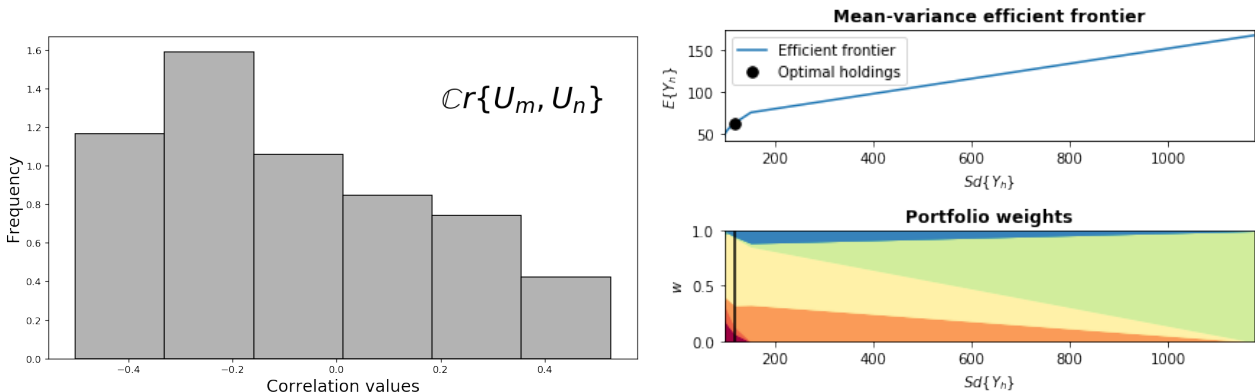 1.6
1.4
1.2
1.0
0.8
0.6
0.4
0.2
0.0
Frequency
ℂr{U_m, U_n}
−0.4 −0.2 0.0 0.2 0.4
Correlation values
Mean-variance efficient frontier
150
100
50
E{Y_h}
Efficient frontier
Optimal holdings
200 400 600 800 1000
Sd{Y_h}
Portfolio weights
1.0
0.5
0.0
w
200 400 600 800 1000
Sd{Y_h}